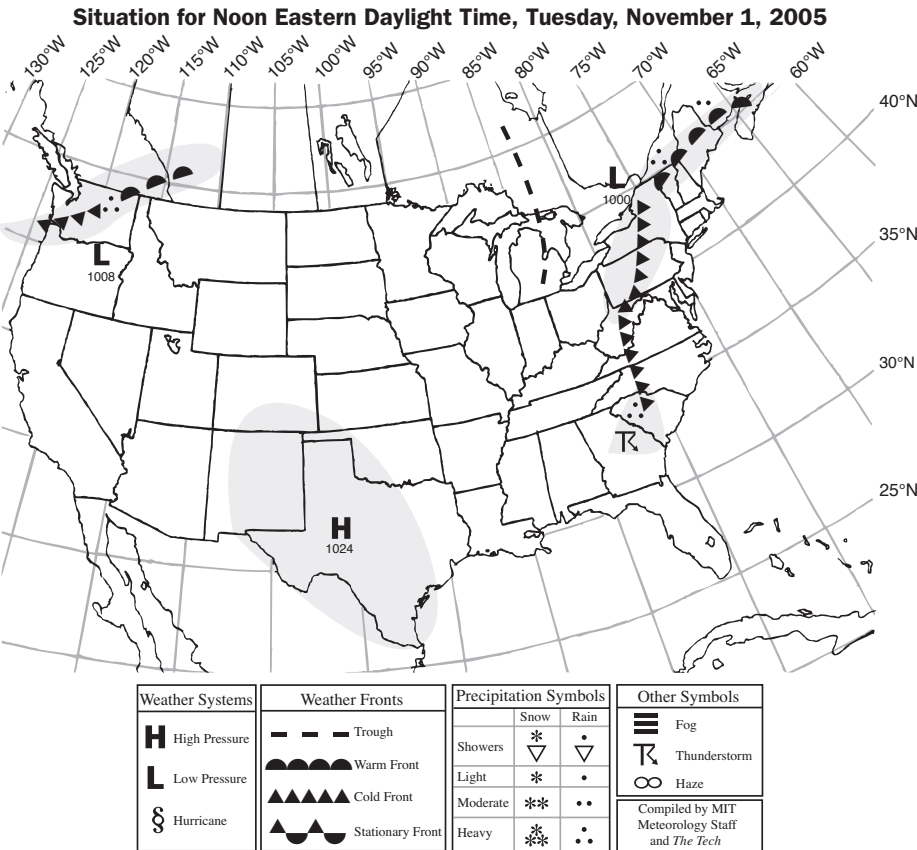 Situation for Noon Eastern Daylight Time, Tuesday, November 1, 2005
130°W 125°W 120°W 115°W 110°W 105°W 100°W 95°W 90°W 85°W 80°W 75°W 70°W 65°W 60°W
40°N
35°N
30°N
25°N
L
1000
L
1008
H
1024
Weather Systems
H High Pressure
L Low Pressure
§ Hurricane
Weather Fronts
Trough
Warm Front
Cold Front
Stationary Front
Precipitation Symbols
Snow Rain
Showers
Light
Moderate
Heavy
Other Symbols
Fog
Thunderstorm
Haze
Compiled by MIT
Meteorology Staff
and The Tech